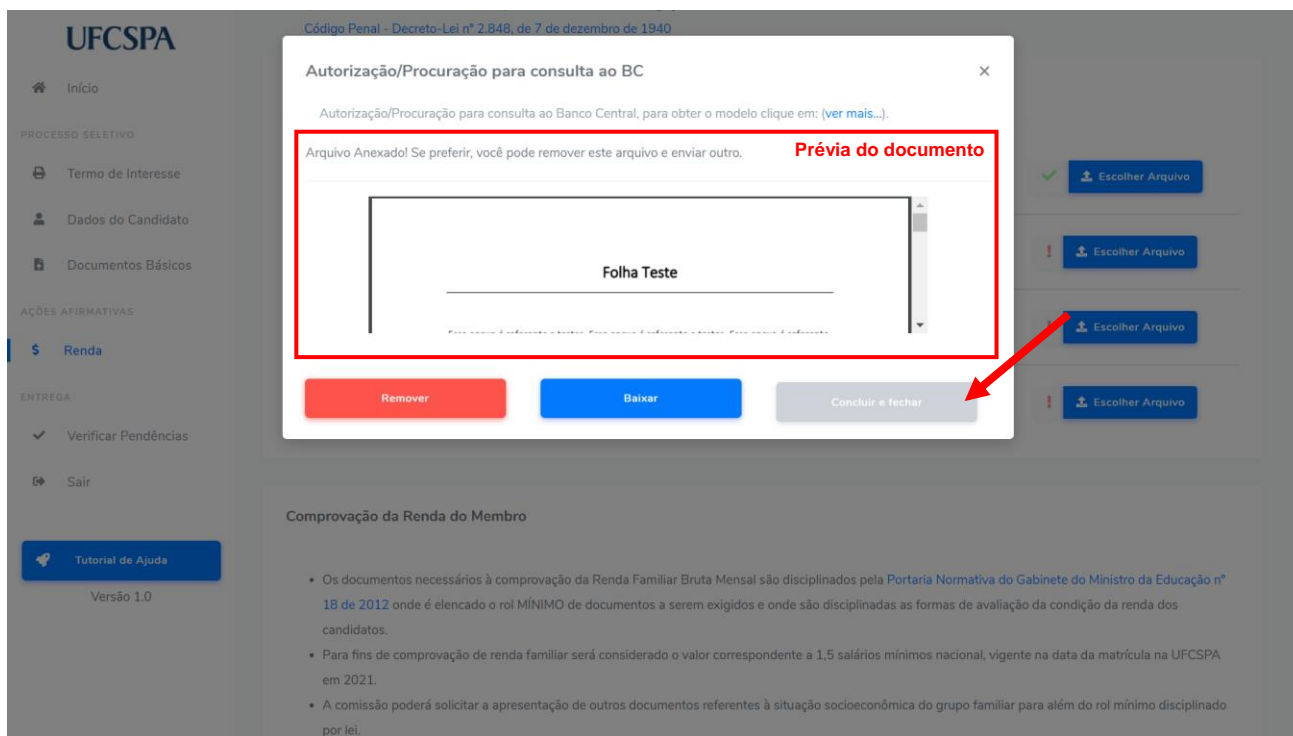 UFCSPA
Início
PROCESSO SELETIVO
Termo de Interesse
Dados do Candidato
Documentos Básicos
AÇÕES AFIRMATIVAS
$ Renda
ENTREGA
Verificar Pendências
Sair
Tutorial de Ajuda
Versão 1.0
Código Penal - Decreto-Lei nº 2.848, de 7 de dezembro de 1940
Autorização/Procuração para consulta ao BC ×
Autorização/Procuração para consulta ao Banco Central, para obter o modelo clique em: (ver mais...).
Arquivo Anexado! Se preferir, você pode remover este arquivo e enviar outro.
Prévia do documento
Folha Teste
Remover
Baixar
Concluir e fechar
Escolher Arquivo
! Escolher Arquivo
! Escolher Arquivo
! Escolher Arquivo
Comprovação da Renda do Membro
• Os documentos necessários à comprovação da Renda Familiar Bruta Mensal são disciplinados pela Portaria Normativa do Gabinete do Ministro da Educação nº
18 de 2012 onde é elencado o rol MÍNIMO de documentos a serem exigidos e onde são disciplinadas as formas de avaliação da condição da renda dos
candidatos.
• Para fins de comprovação de renda familiar será considerado o valor correspondente a 1,5 salários mínimos nacional, vigente na data da matrícula na UFCSPA
em 2021.
• A comissão poderá solicitar a apresentação de outros documentos referentes à situação socioeconômica do grupo familiar para além do rol mínimo disciplinado
por lei.